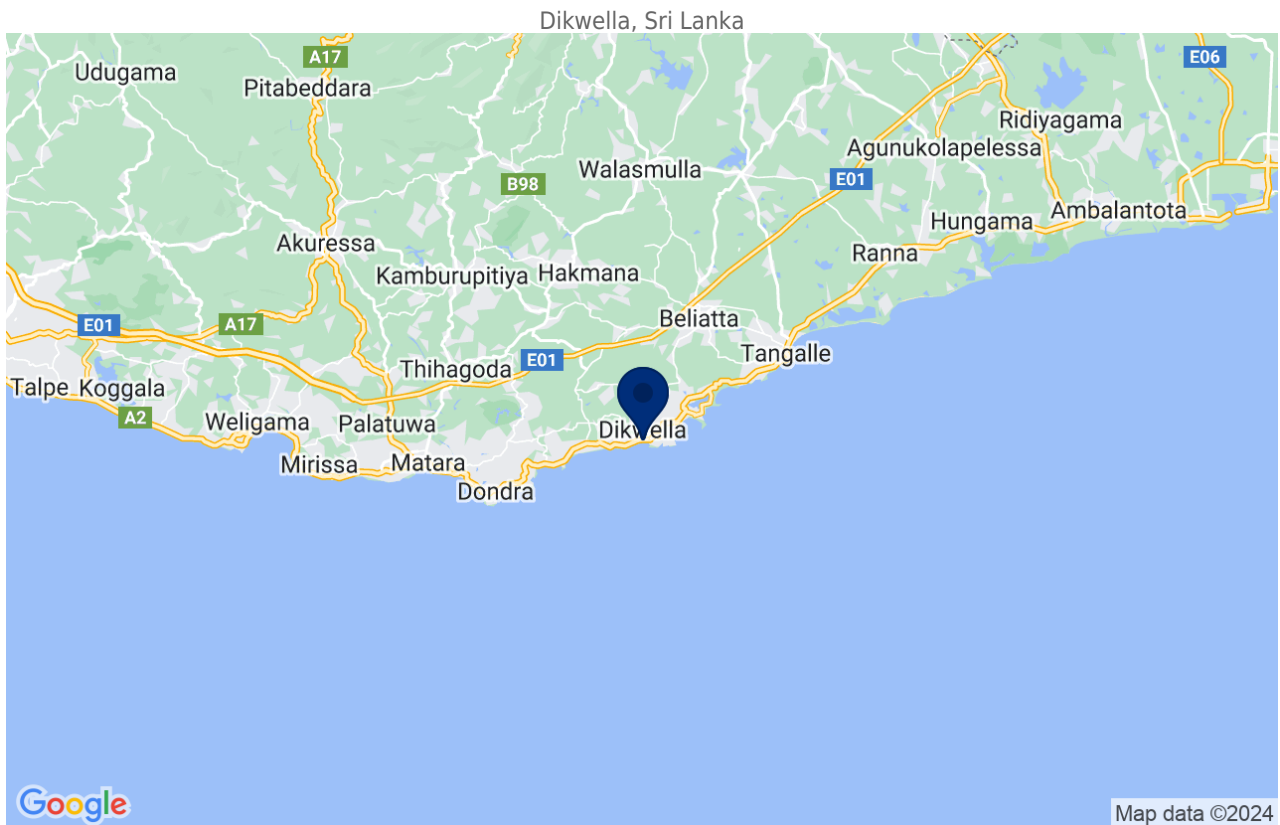 Dikwella, Sri Lanka
A17
E06
Udugama
Pitabeddara
Ridiyagama
Agunukolapelessa
Walasmulla
E01
B98
Ambalantota
Hungama
Akuressa
Ranna
Kamburupitiya
Hakmana
Beliatta
E01
A17
Tangalle
E01
Thihagoda
Talpe
Koggala
A2
Weligama
Palatuwa
Dikwella
Mirissa
Matara
Dondra
Google
Map data ©2024